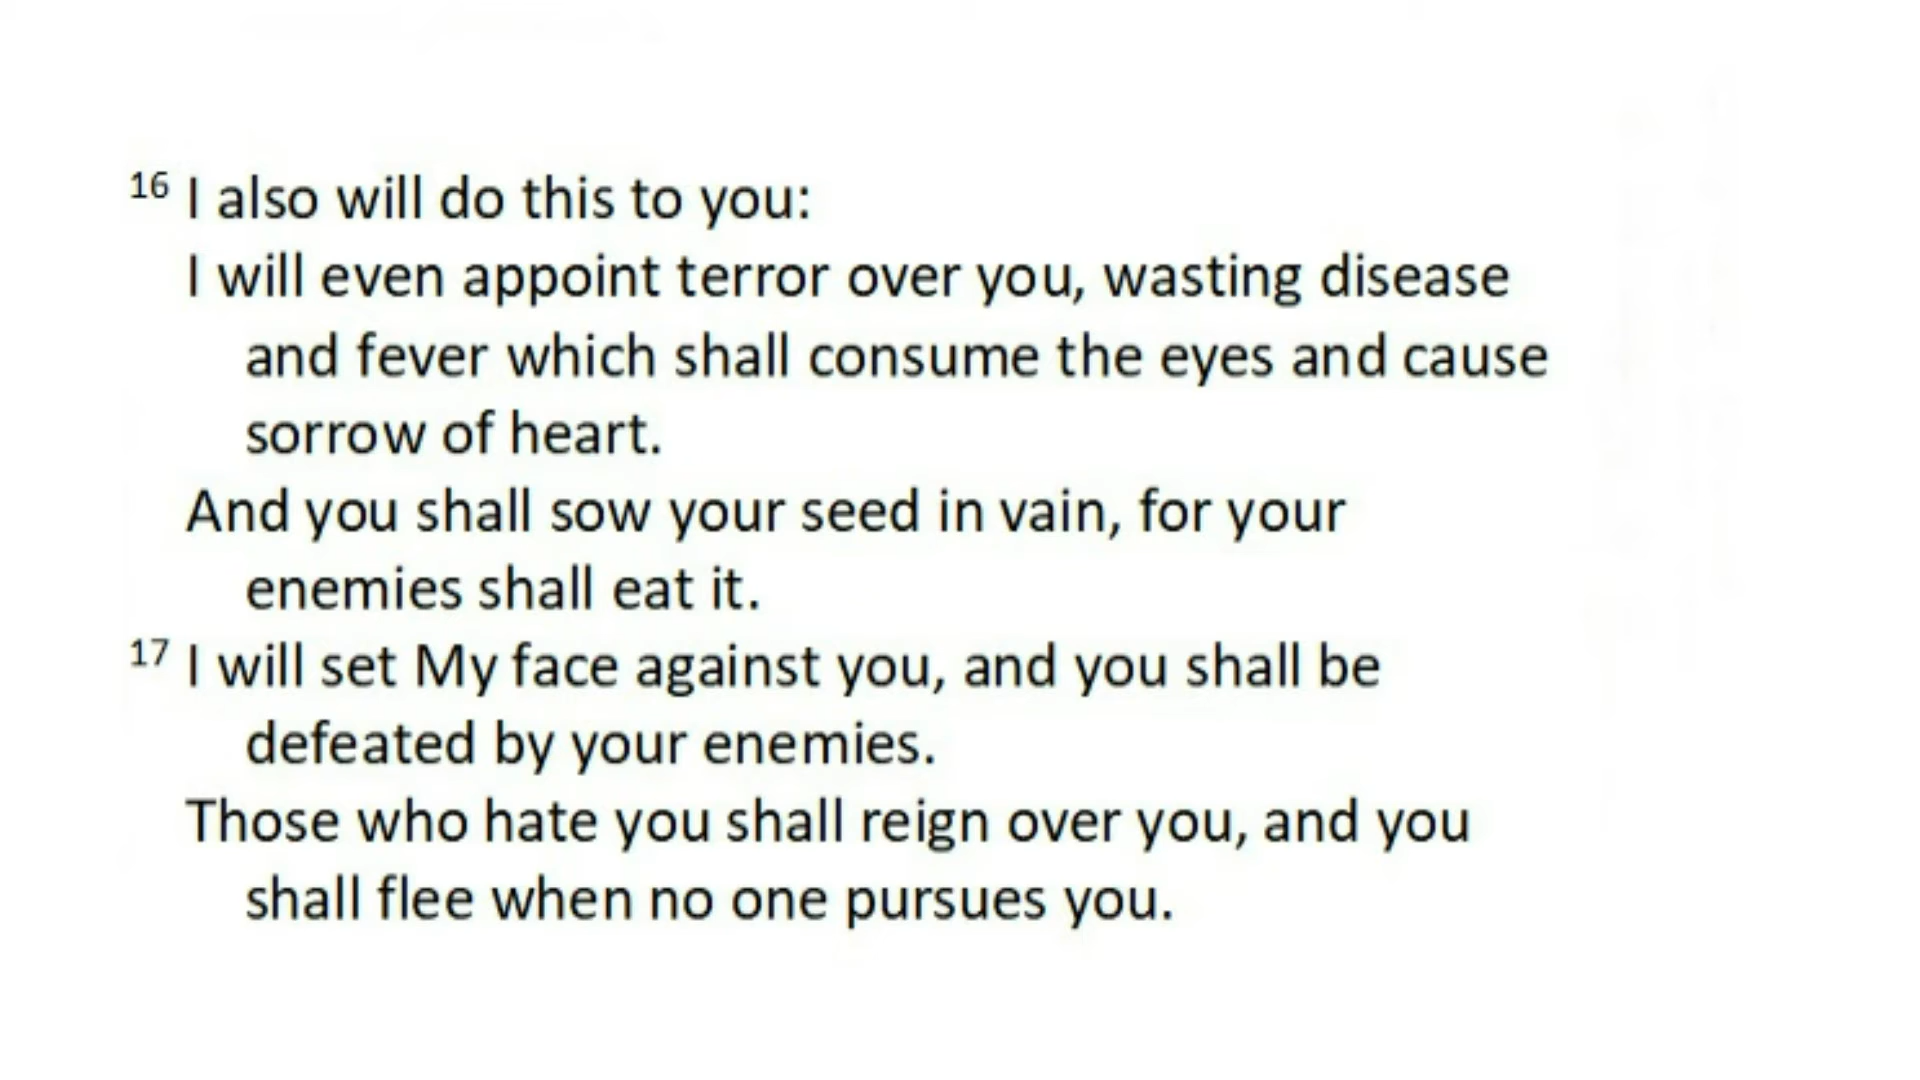 16 I also will do this to you:
I will even appoint terror over you, wasting disease
and fever which shall consume the eyes and cause
sorrow of heart.
And you shall sow your seed in vain, for your
enemies shall eat it.
17 I will set My face against you, and you shall be
defeated by your enemies.
Those who hate you shall reign over you, and you
shall flee when no one pursues you.